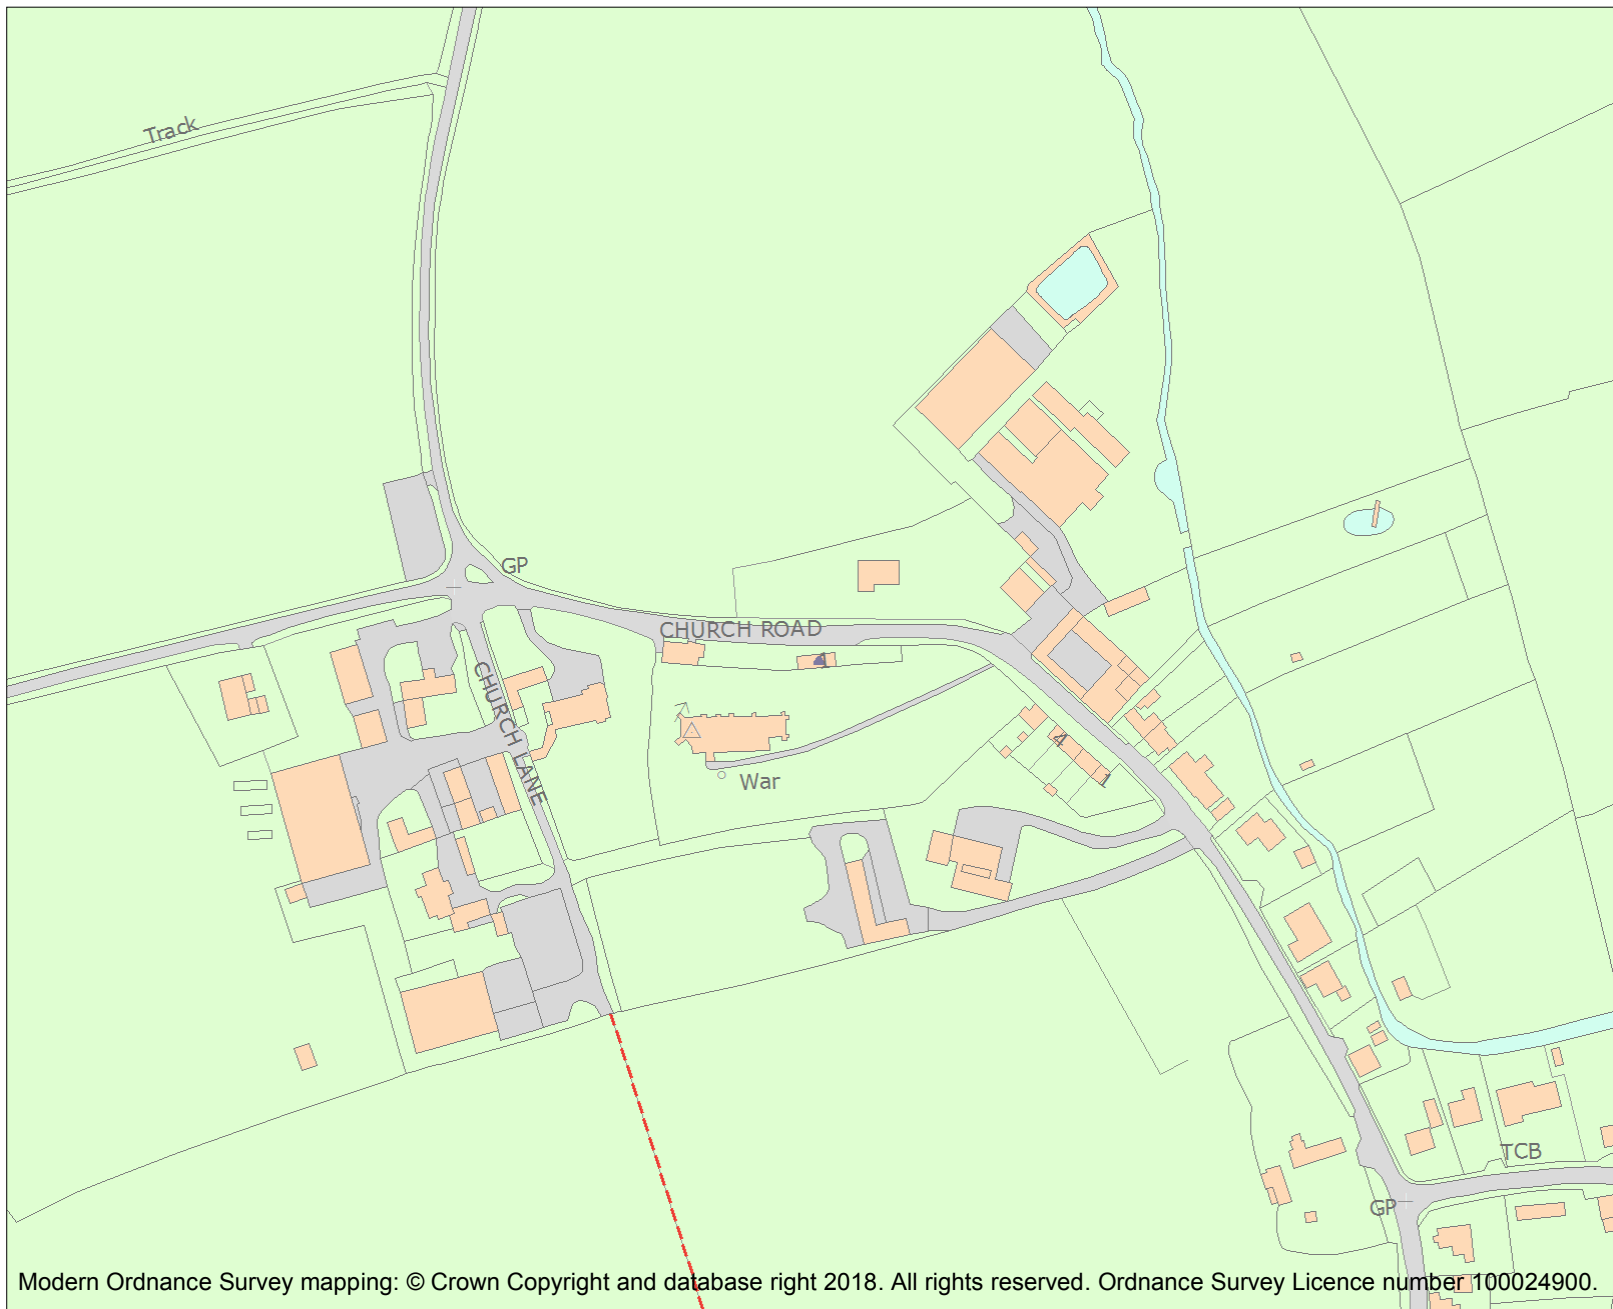 Track
GP
CHURCH ROAD
1
CHURCH LANE
4
War
1
TCB
GP
Modern Ordnance Survey mapping: © Crown Copyright and database right 2018. All rights reserved. Ordnance Survey Licence number 100024900.